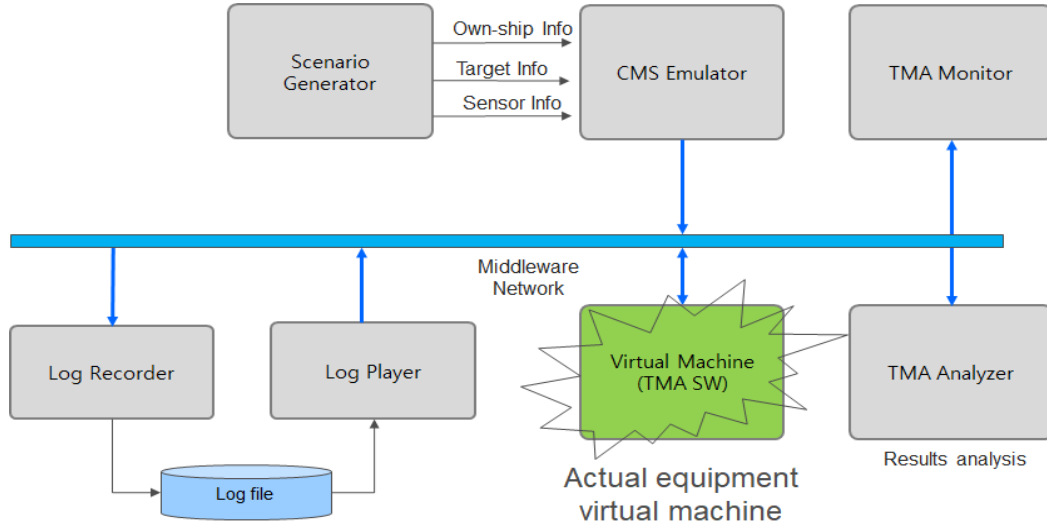 Scenario
Generator
Own-ship Info
Target Info
Sensor Info
CMS Emulator
TMA Monitor
Middleware
Network
Log Recorder
Log Player
Virtual Machine
(TMA SW)
TMA Analyzer
Log file
Actual equipment
virtual machine
Results analysis